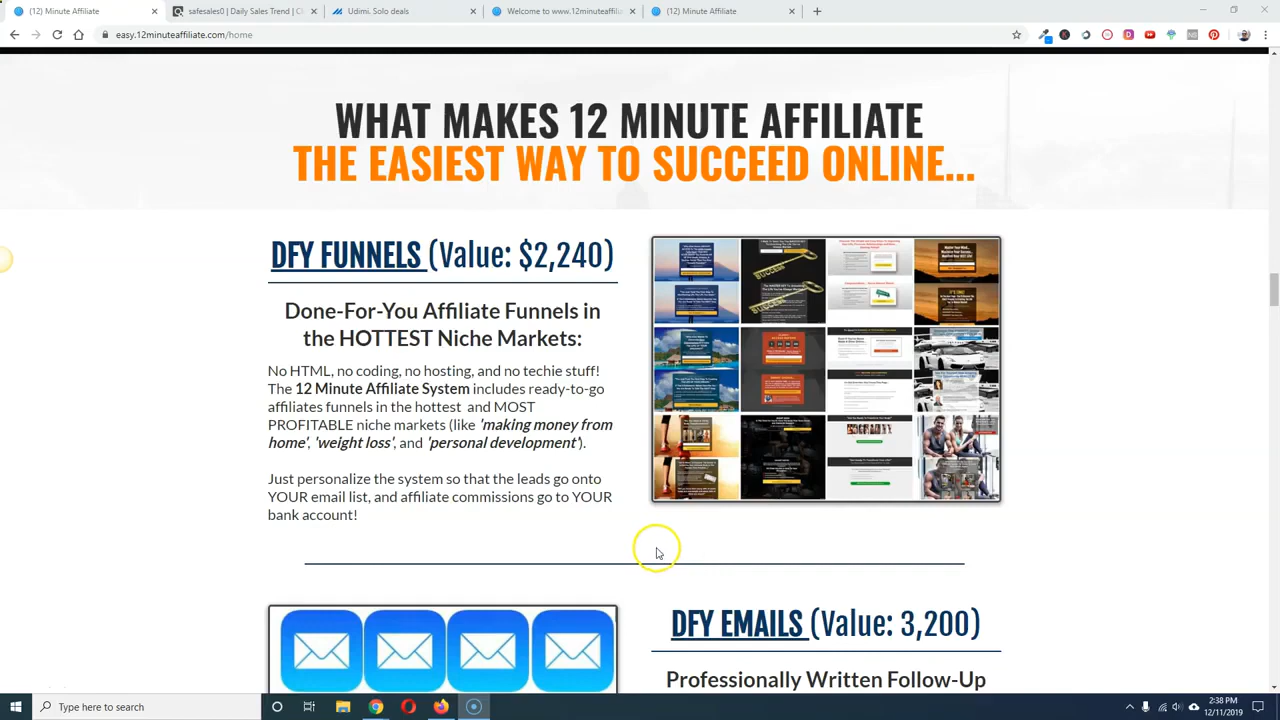 (12) Minute Affiliate
safesales0 | Daily Sales Trend | Cl
Udimi. Solo deals
Welcome to www.12minuteaffilia
(12) Minute Affiliate
easy.12minuteaffiliate.com/home
WHAT MAKES 12 MINUTE AFFILIATE
THE EASIEST WAY TO SUCCEED ONLINE...
DFY FUNNELS (Value: $2,240)
Done-For-You Affiliate Funnels in
the HOTTEST Niche Markets:
No HTML, no coding, no hosting, and no techie stuff!
The 12 Minute Affiliate System includes ready-to-go
affiliates funnels in the hottest and MOST
PROFITABLE niche markets (like 'making money from
home', 'weight loss', and 'personal development').
Just personalize the system so that the leads go onto
YOUR email list, and affiliate commissions go to YOUR
bank account!
SUCCESS
SUCCESS
DFY EMAILS (Value: 3,200)
Professionally Written Follow-Up
Type here to search
2:38 PM
12/11/2019